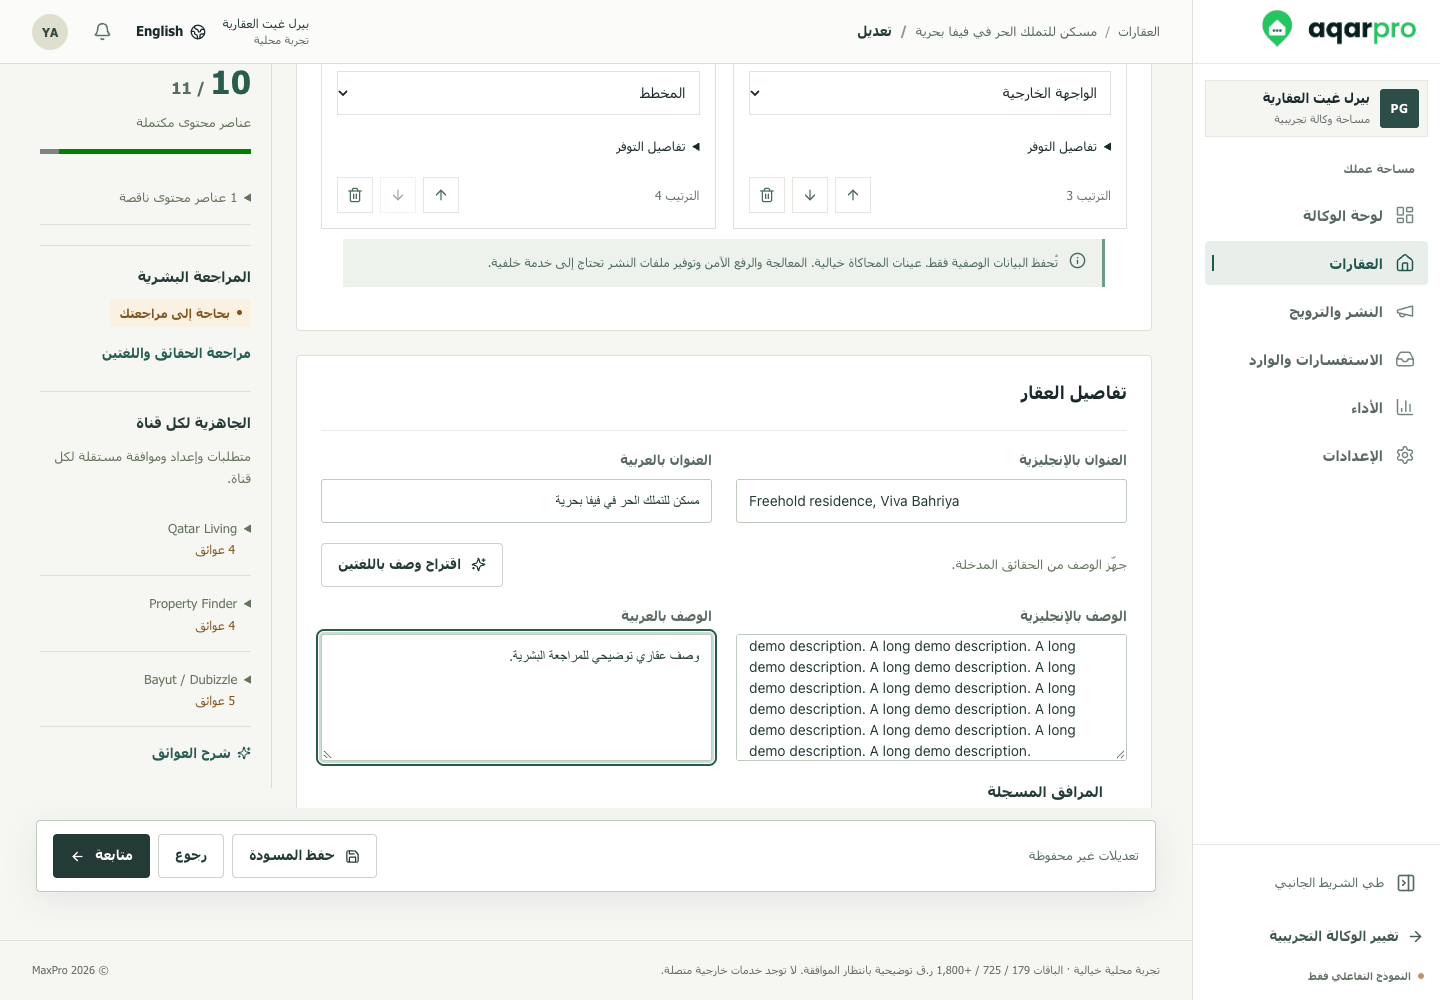 aqarpro
PG
بيرل غيت العقارية
مساحة وكالة تجريبية
مساحة عملك
لوحة الوكالة
العقارات
النشر والترويج
الاستفسارات والوارد
الأداء
الإعدادات
طي الشريط الجانبي
تغيير الوكالة التجريبية
النموذج التفاعلي فقط
العقارات / مسكن للتملك الحر في فيفا بحرية / تعديل
بيرل غيت العقارية
تجربة محلية
English
YA
الواجهة الخارجية
المخطط
تفاصيل التوفر
تفاصيل التوفر
الترتيب 3
الترتيب 4
تُحفظ البيانات الوصفية فقط. عينات المحاكاة خيالية. المعالجة والرفع الآمن وتوفير ملفات النشر تحتاج إلى خدمة خلفية.
تفاصيل العقار
العنوان بالإنجليزية
العنوان بالعربية
Freehold residence, Viva Bahriya
مسكن للتملك الحر في فيفا بحرية
جهّز الوصف من الحقائق المدخلة.
اقتراح وصف باللغتين
الوصف بالإنجليزية
الوصف بالعربية
demo description. A long demo description. A long
demo description. A long demo description. A long
demo description. A long demo description. A long
demo description. A long demo description. A long
demo description. A long demo description. A long
demo description. A long demo description.
وصف عقاري توضيحي للمراجعة البشرية.
المرافق المسجلة
10 / 11
عناصر محتوى مكتملة
1 عناصر محتوى ناقصة
المراجعة البشرية
بحاجة إلى مراجعتك
مراجعة الحقائق واللغتين
الجاهزية لكل قناة
متطلبات وإعداد وموافقة مستقلة لكل
قناة.
Qatar Living
4 عوائق
Property Finder
4 عوائق
Bayut / Dubizzle
5 عوائق
شرح العوائق
تعديلات غير محفوظة
حفظ المسودة
رجوع
متابعة
تجربة محلية خيالية · الباقات 179 / 725 / +1,800 ر.ق توضيحية بانتظار الموافقة. لا توجد خدمات خارجية متصلة.
MaxPro 2026 ©